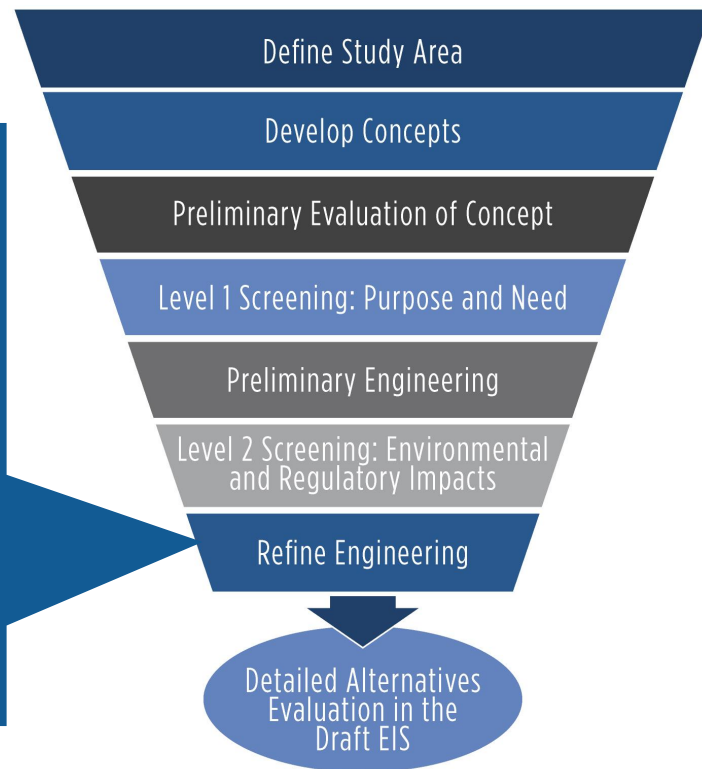 Define Study Area
Develop Concepts
Preliminary Evaluation of Concept
Level 1 Screening: Purpose and Need
Preliminary Engineering
Level 2 Screening: Environmental
and Regulatory Impacts
Refine Engineering
Detailed Alternatives
Evaluation in the
Draft EIS